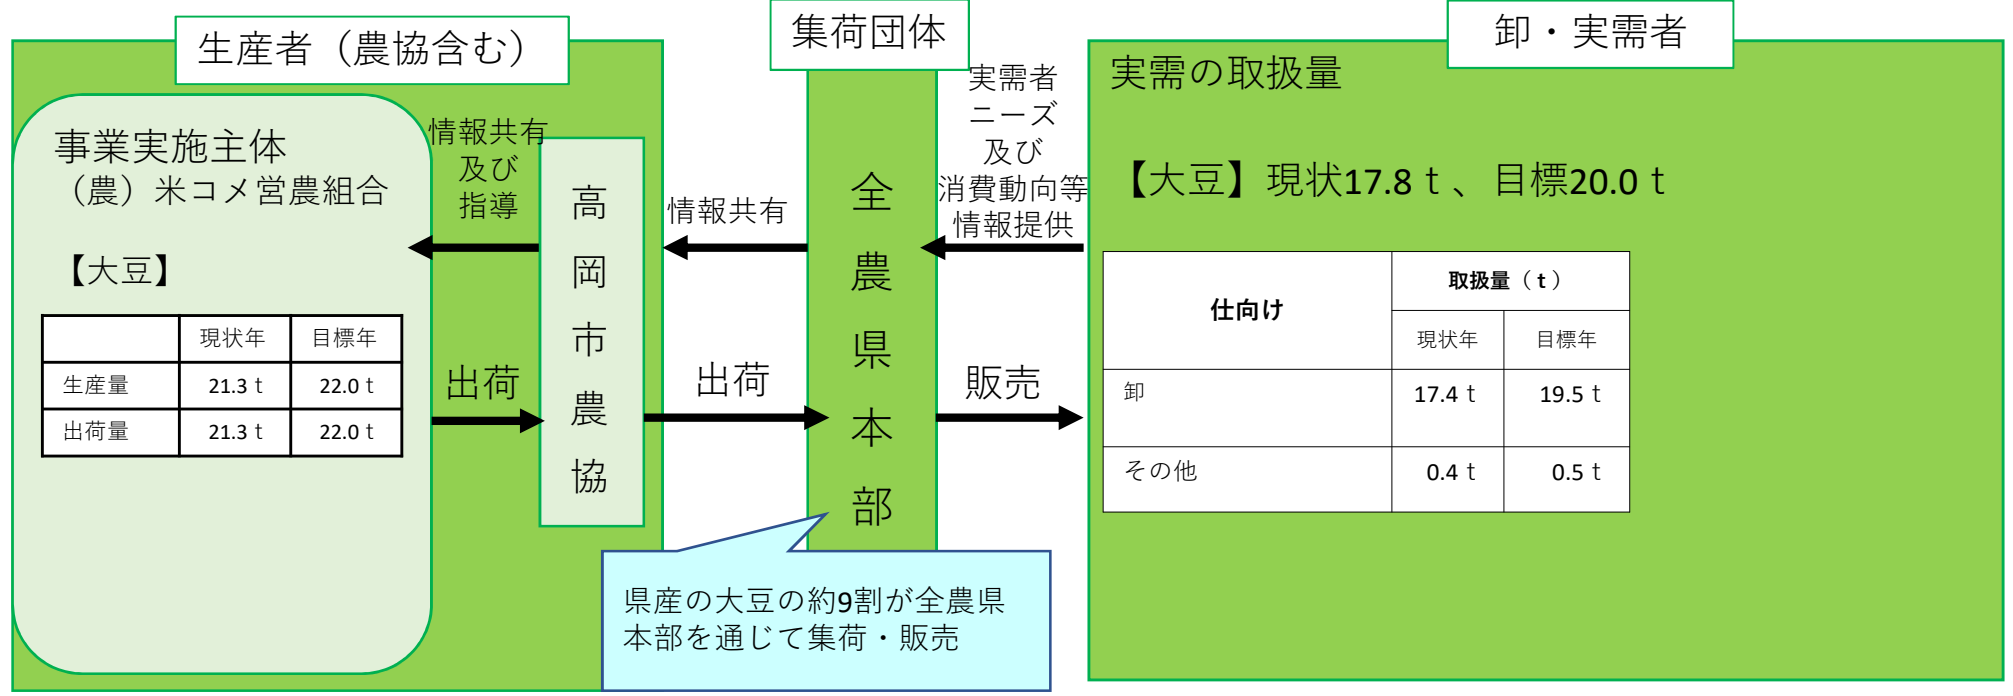 生産者（農協含む）
集荷団体
卸・実需者
事業実施主体
（農）米コメ営農組合
【大豆】
現状年 目標年
生産量 21.3ｔ 22.0ｔ
出荷量 21.3ｔ 22.0ｔ
情報共有
及び
指導
出荷
高岡市農協
情報共有
出荷
全農県本部
実需者
ニーズ
及び
消費動向等
情報提供
販売
県産の大豆の約9割が全農県
本部を通じて集荷・販売
実需の取扱量
【大豆】現状17.8ｔ、目標20.0ｔ
仕向け 取扱量（ｔ）
現状年 目標年
卸 17.4ｔ 19.5ｔ
その他 0.4ｔ 0.5ｔ